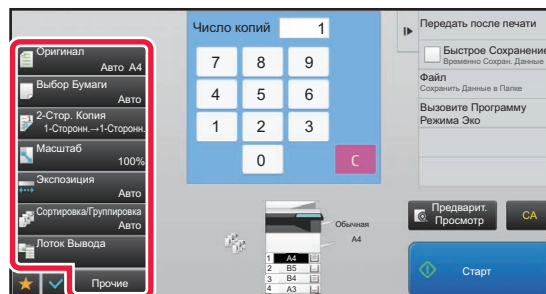 Оригинал
Авто A4
Выбор Бумаги
Авто
2-Стор. Копия
1-Сторонн.→1-Сторонн.
Масштаб
100%
Экспозиция
Авто
Сортировка/Группировка
Авто
Лоток Вывода
Прочие
Число копий 1
7 8 9
4 5 6
1 2 3
0 C
Обычная
A4
1 A4
2 B5
3 B4
4 A3
Передать после печати
Быстрое Сохранение
Временно Сохран. Данные
Файл
Сохранить Данные в Папке
Вызовите Программу
Режима Эко
Предварит.
Просмотр
CA
Старт